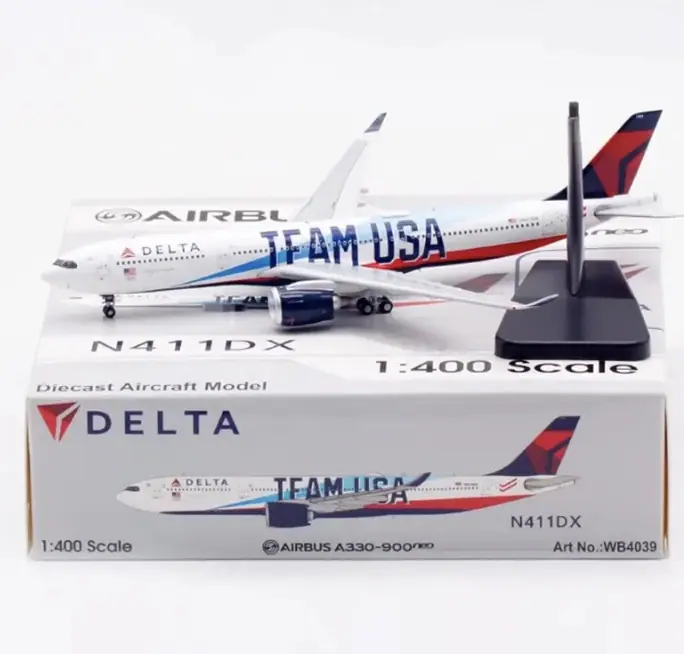 AIRBU
neo
DELTA
TEAM USA
N411DX
1:400 Scale
Diecast Aircraft Model
DELTA
DELTA
TEAM USA
N411DX
1:400 Scale
AIRBUS A330-900neo
Art No.:WB4039